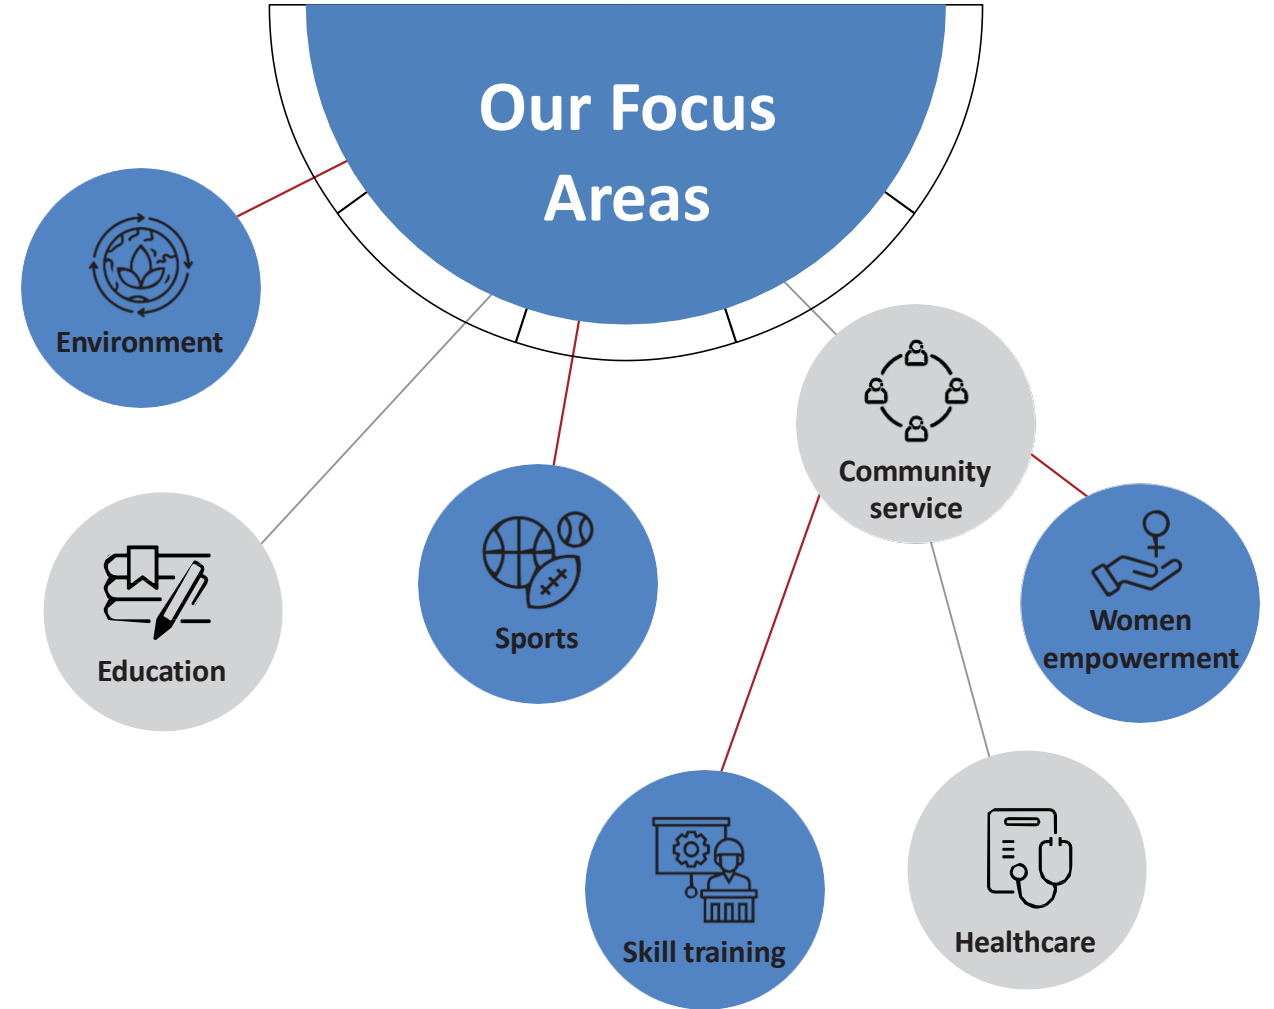 Our Focus
Areas
Environment
Education
Sports
Community
service
Women
empowerment
Skill training
Healthcare